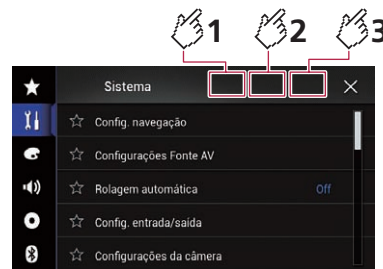 1 2 3
Sistema
Config. navegação
Configurações Fonte AV
Rolagem automática Off
Config. entrada/saída
Configurações da câmera